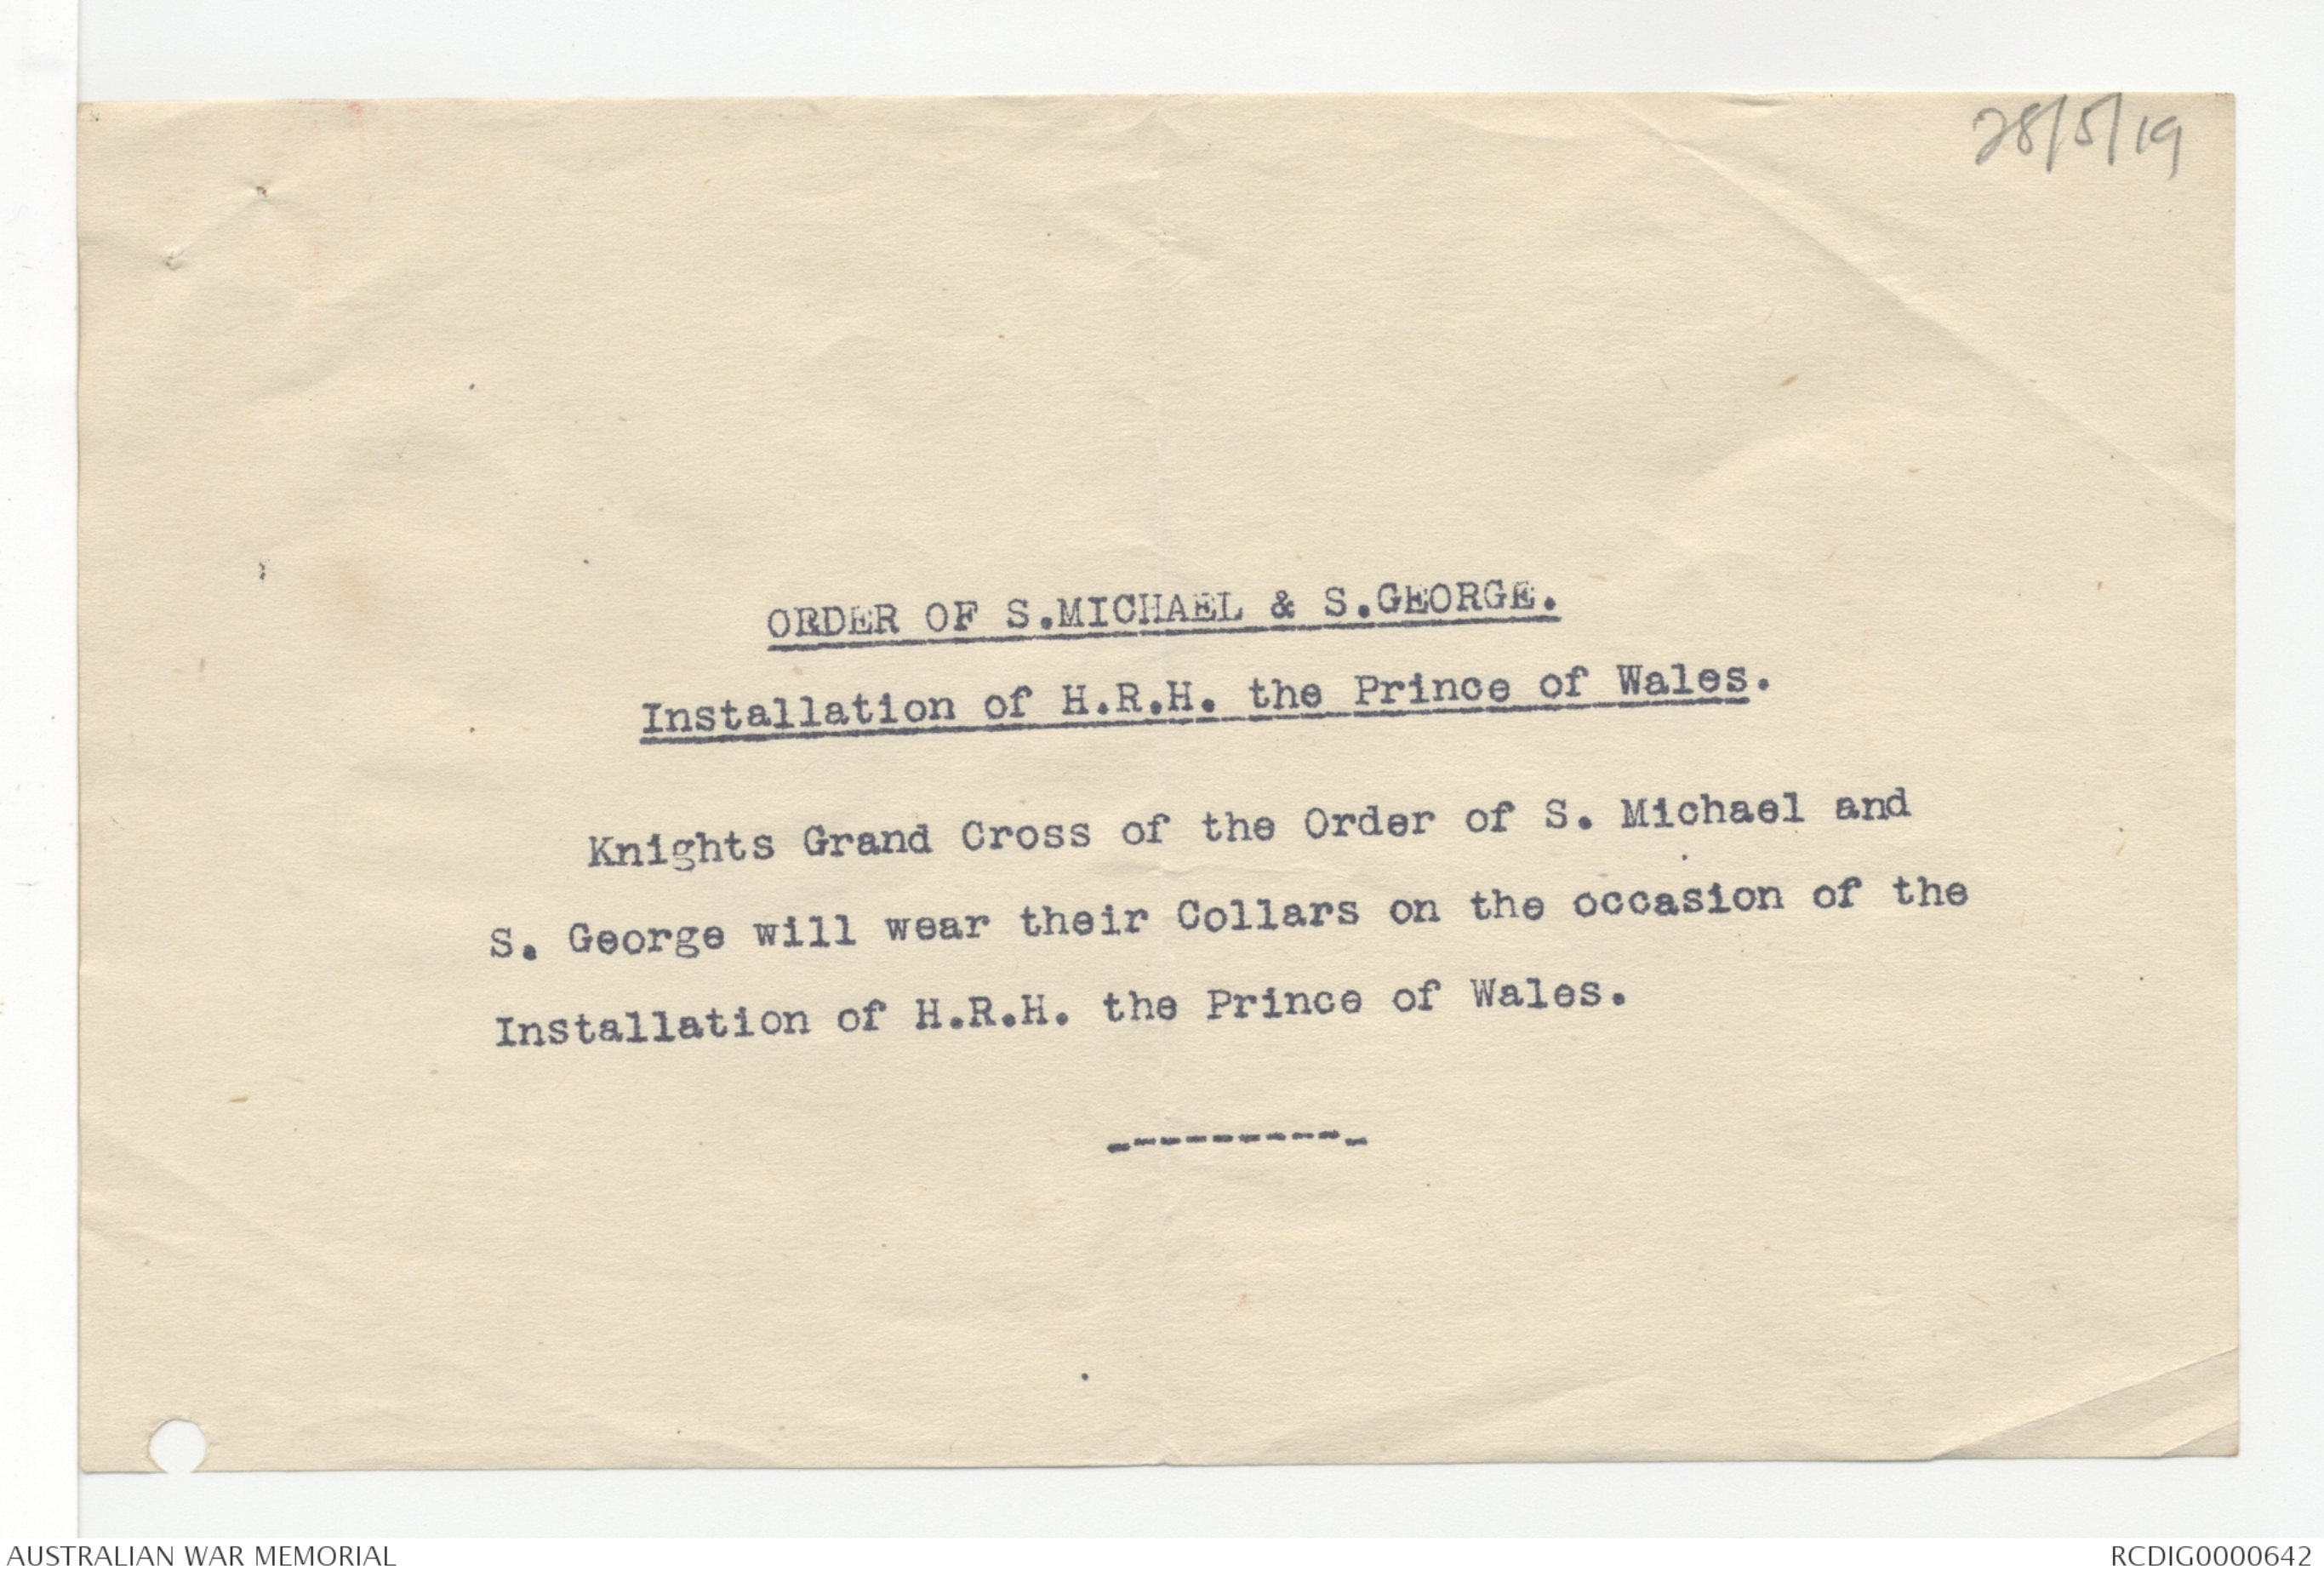 28/5/19
ORDER OF S.MICHAEL & S.GEORGE.
Installation of H.R.H. the Prince of Wales.
Knights Grand Cross of the Order of S. Michael and
S. George will wear their Collars on the occasion of the
Installation of H.R.H. the Prince of Wales.
----------
AUSTRALIAN WAR MEMORIAL
RCDIG0000642